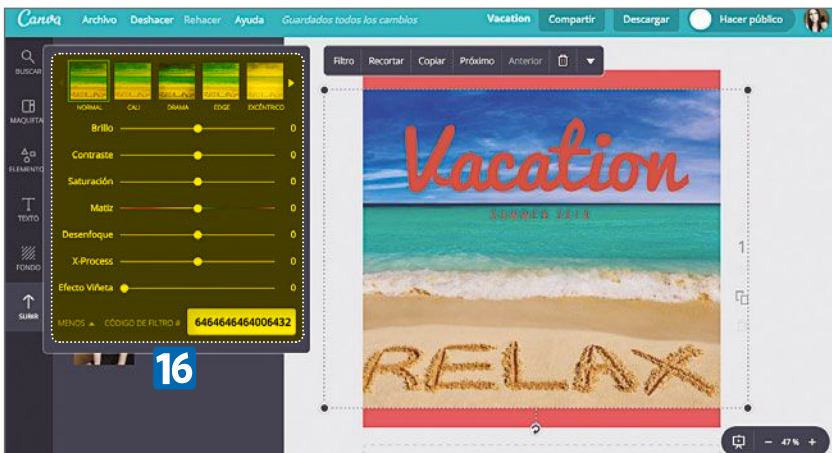 Canva Archivo Deshacer Rehacer Ayuda Guardados todos los cambios Vacation Compartir Descargar Hacer público
BUSCAR
MAQUETA
ELEMENTO
TEXTO
FONDO
SUBIR
NORMAL CALI DRAMA EDGE EXCÉNTRICO
Brillo 0
Contraste 0
Saturación 0
Matiz 0
Desenfoque 0
X-Process 0
Efecto Viñeta 0
MENOS CÓDIGO DE FILTRO # 6464646464006432
16
Filtro Recortar Copiar Próximo Anterior
Vacation
SUMMER 2018
RELAX
1
- 47% +